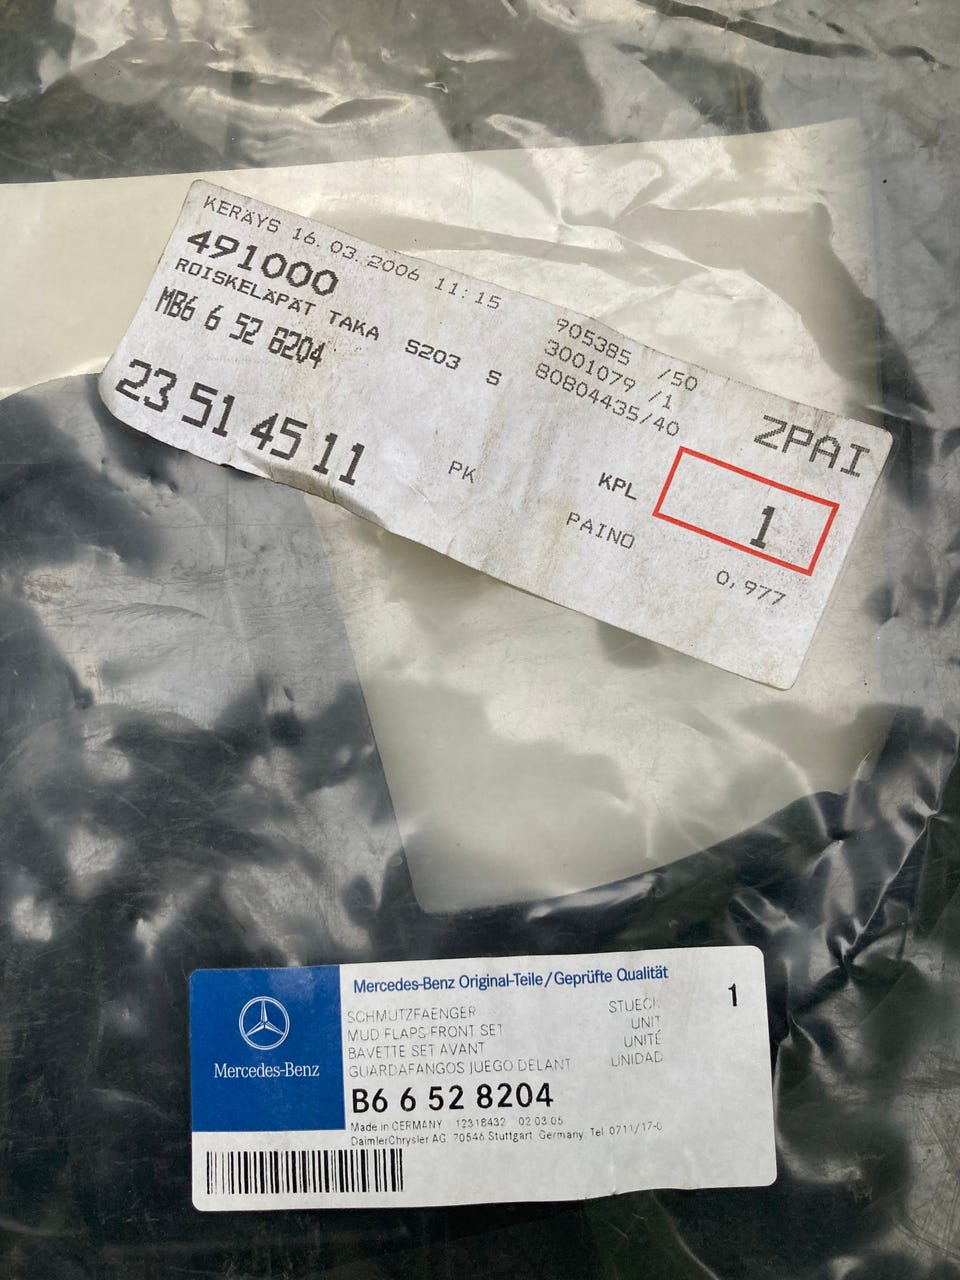 KERÄYS 16.03.2006 11:15
491000
ROISKELÄPÄT TAKA S203 S
MB6 6 52 8204
23 51 45 11
PK
905385 /50
3001079 /1
80804435/40
ZPAI
KPL 1
PAINO 0,977
Mercedes-Benz
Mercedes-Benz Original-Teile/Geprüfte Qualität
SCHMUTZFAENGER STUECK 1
MUD FLAPS FRONT SET UNIT
BAVETTE SET AVANT UNITÉ
GUARDAFANGOS JUEGO DELANT UNIDAD
B6 6 52 8204
Made in GERMANY 12318432 02.03.05
DaimlerChrysler AG, 70546 Stuttgart, Germany, Tel. 0711/17-0